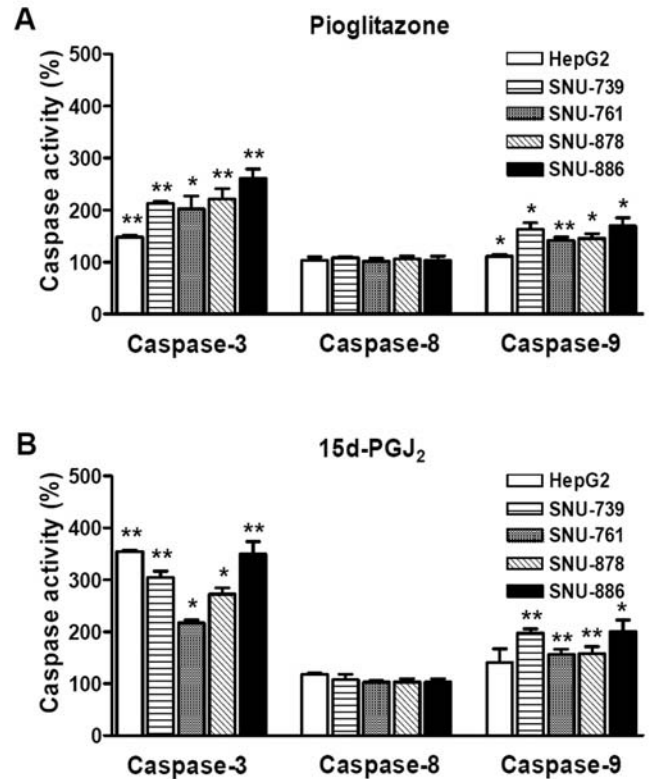 A
Pioglitazone
Caspase activity (%)
500
400
300
200
100
0
HepG2
SNU-739
SNU-761
SNU-878
SNU-886
** ** * ** **
* * ** * *
Caspase-3 Caspase-8 Caspase-9
B
15d-PGJ₂
Caspase activity (%)
500
400
300
200
100
0
HepG2
SNU-739
SNU-761
SNU-878
SNU-886
** ** * * **
** ** ** *
Caspase-3 Caspase-8 Caspase-9